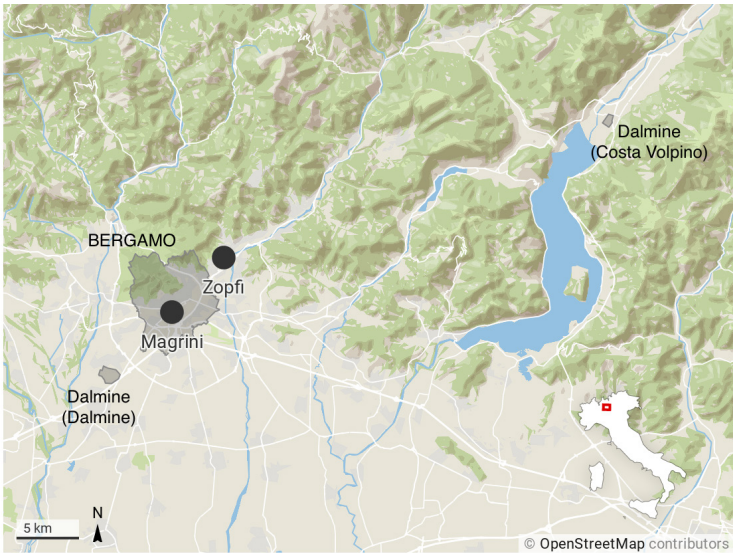 Dalmine
(Costa Volpino)
BERGAMO
Zopfi
Magrini
Dalmine
(Dalmine)
N
5 km
© OpenStreetMap contributors